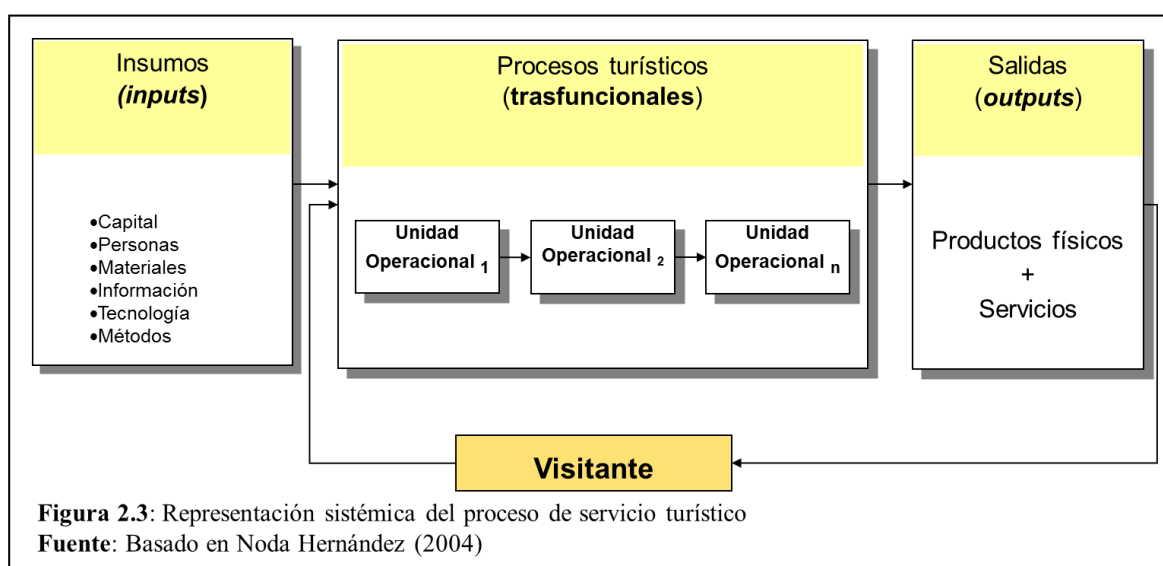 Insumos
(inputs)
•Capital
•Personas
•Materiales
•Información
•Tecnología
•Métodos
Procesos turísticos
(trasfuncionales)
Unidad
Operacional 1
Unidad
Operacional 2
Unidad
Operacional n
Salidas
(outputs)
Productos físicos
+
Servicios
Visitante
Figura 2.3: Representación sistémica del proceso de servicio turístico
Fuente: Basado en Noda Hernández (2004)